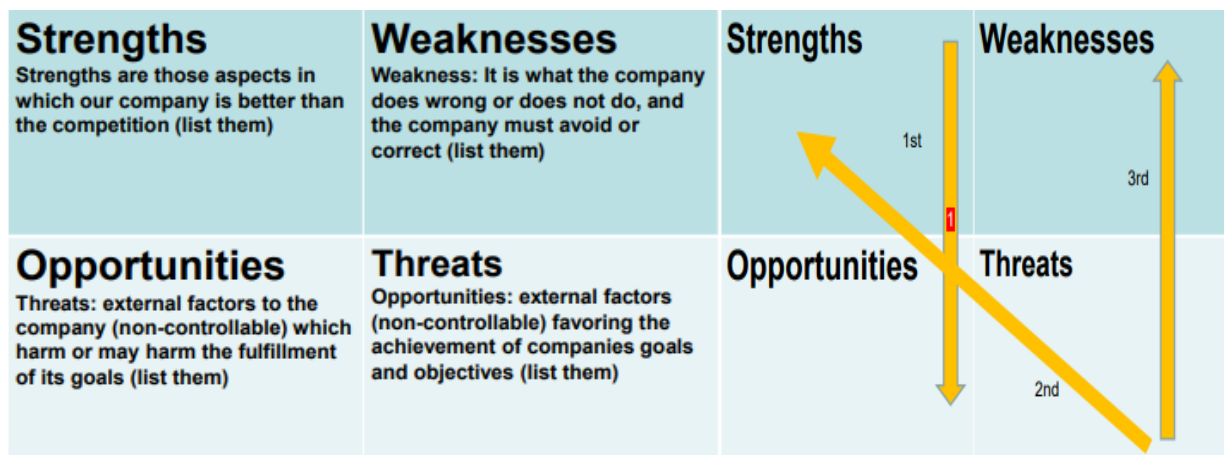 Strengths
Strengths are those aspects in
which our company is better than
the competition (list them)
Weaknesses
Weakness: It is what the company
does wrong or does not do, and
the company must avoid or
correct (list them)
Strengths
1st
1
Weaknesses
3rd
Opportunities
Threats: external factors to the
company (non-controllable) which
harm or may harm the fulfillment
of its goals (list them)
Threats
Opportunities: external factors
(non-controllable) favoring the
achievement of companies goals
and objectives (list them)
Opportunities
Threats
2nd